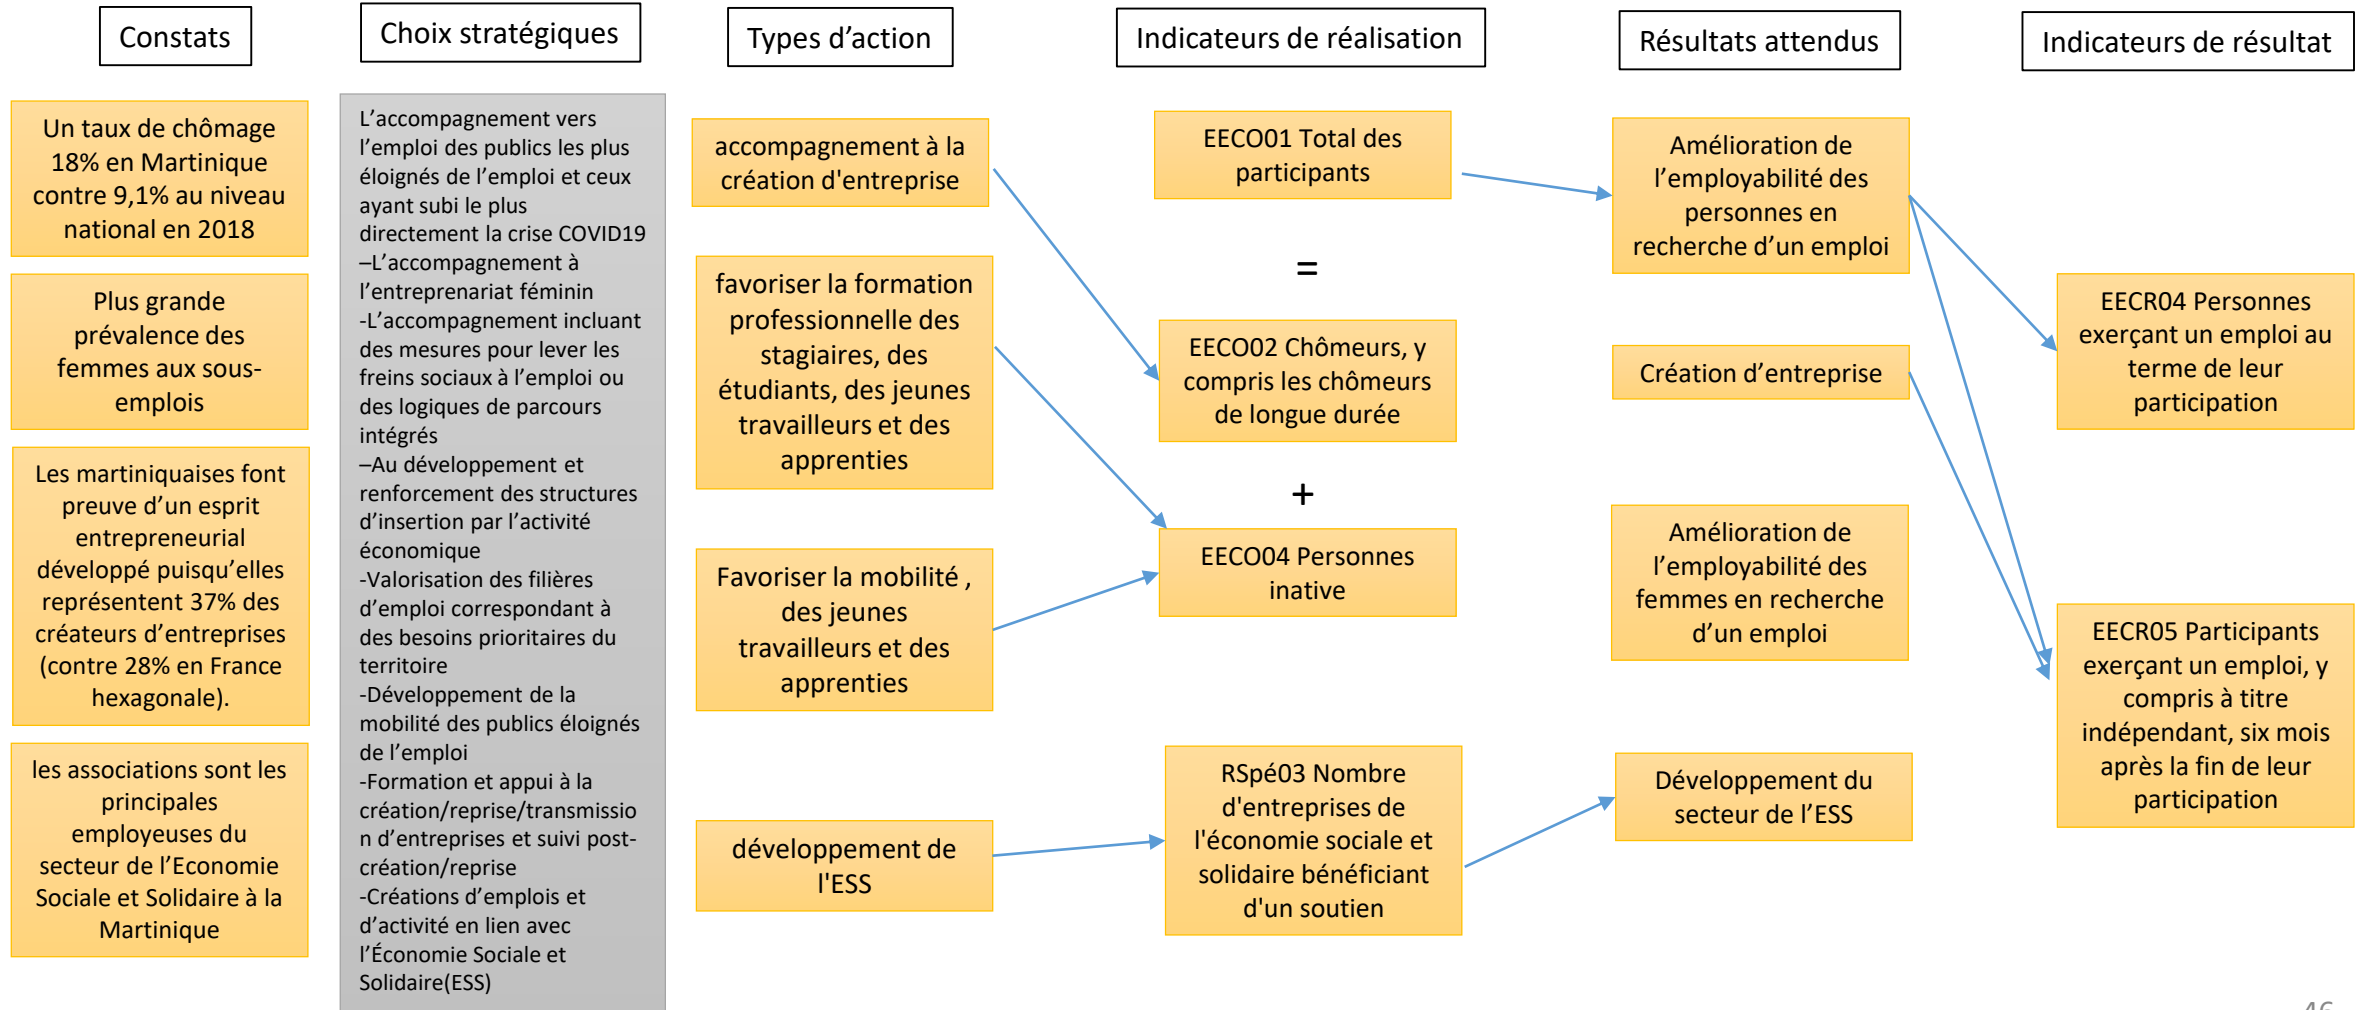 Constats
Choix stratégiques
Types d’action
Indicateurs de réalisation
Résultats attendus
Indicateurs de résultat
Un taux de chômage
18% en Martinique
contre 9,1% au niveau
national en 2018
Plus grande
prévalence des
femmes aux sous-
emplois
Les martiniquaises font
preuve d’un esprit
entrepreneurial
développé puisqu’elles
représentent 37% des
créateurs d’entreprises
(contre 28% en France
hexagonale).
les associations sont les
principales
employeuses du
secteur de l’Economie
Sociale et Solidaire à la
Martinique
L’accompagnement vers
l’emploi des publics les plus
éloignés de l’emploi et ceux
ayant subi le plus
directement la crise COVID19
–L’accompagnement à
l’entreprenariat féminin
-L’accompagnement incluant
des mesures pour lever les
freins sociaux à l’emploi ou
des logiques de parcours
intégrés
–Au développement et
renforcement des structures
d’insertion par l’activité
économique
-Valorisation des filières
d’emploi correspondant à
des besoins prioritaires du
territoire
-Développement de la
mobilité des publics éloignés
de l’emploi
-Formation et appui à la
création/reprise/transmissio
n d’entreprises et suivi post-
création/reprise
-Créations d’emplois et
d’activité en lien avec
l’Économie Sociale et
Solidaire(ESS)
accompagnement à la
création d'entreprise
favoriser la formation
professionnelle des
stagiaires, des
étudiants, des jeunes
travailleurs et des
apprenties
Favoriser la mobilité ,
des jeunes
travailleurs et des
apprenties
développement de
l'ESS
EECO01 Total des
participants
=
EECO02 Chômeurs, y
compris les chômeurs
de longue durée
+
EECO04 Personnes
inative
RSpé03 Nombre
d'entreprises de
l'économie sociale et
solidaire bénéficiant
d'un soutien
Amélioration de
l’employabilité des
personnes en
recherche d’un emploi
Création d’entreprise
Amélioration de
l’employabilité des
femmes en recherche
d’un emploi
Développement du
secteur de l’ESS
EECR04 Personnes
exerçant un emploi au
terme de leur
participation
EECR05 Participants
exerçant un emploi, y
compris à titre
indépendant, six mois
après la fin de leur
participation
46